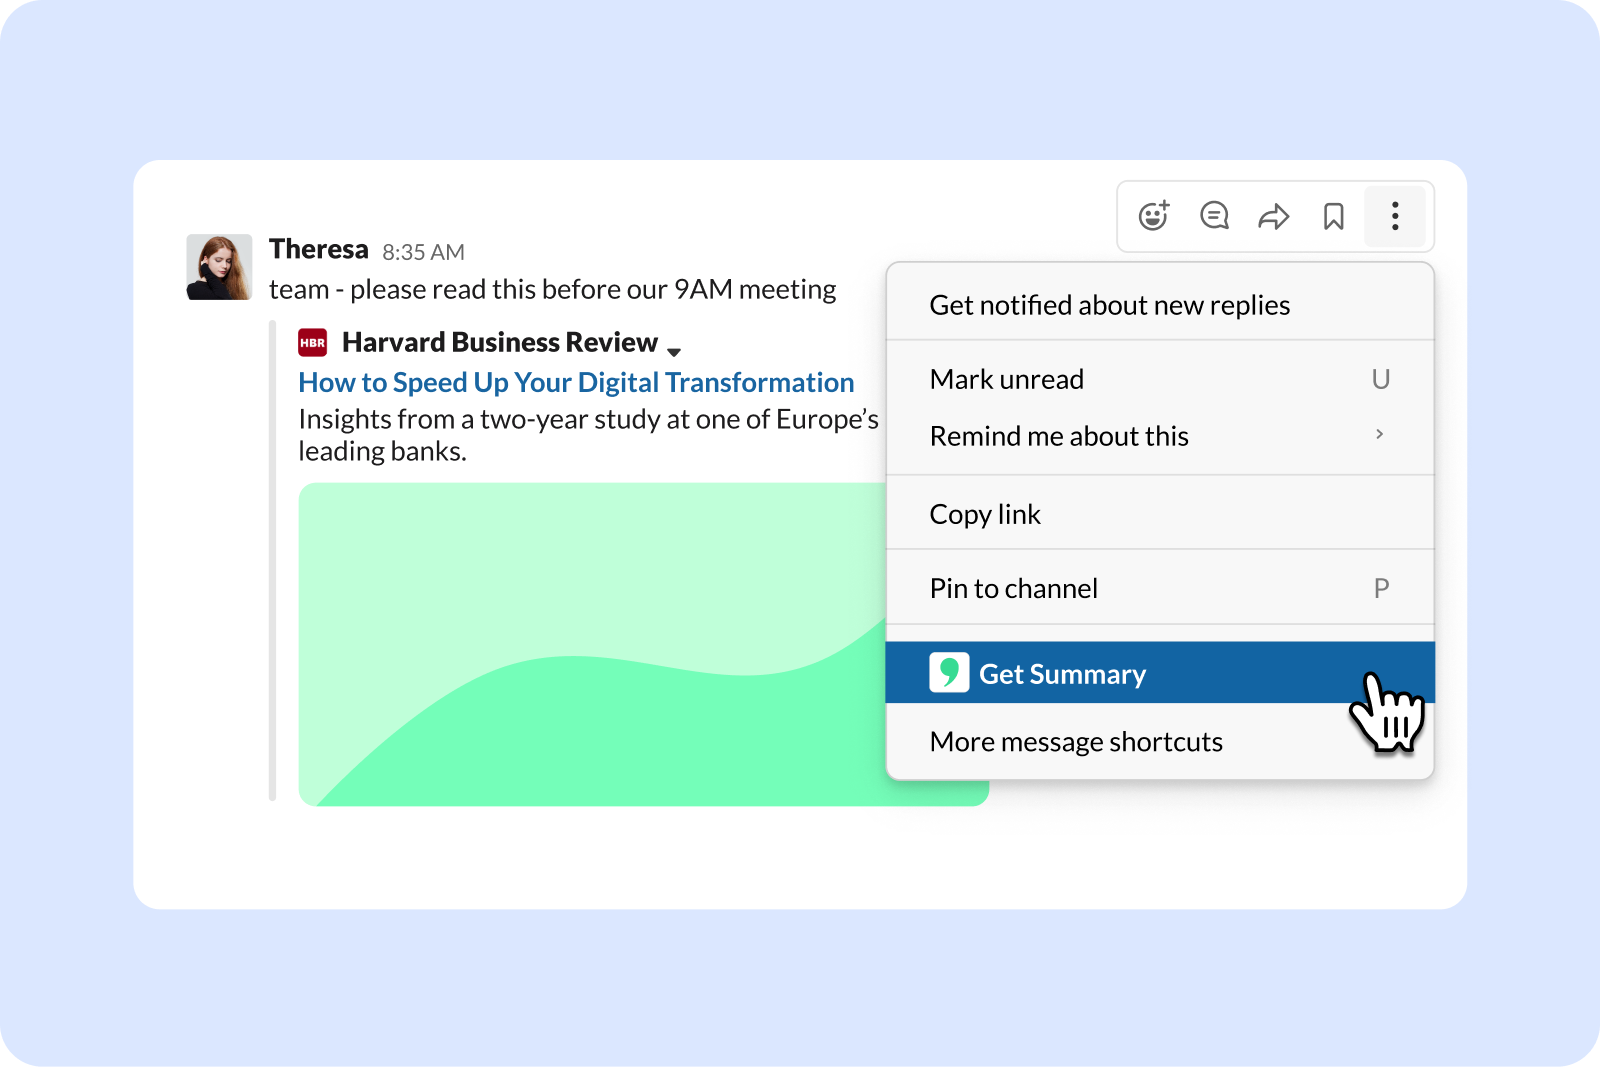 Theresa 8:35 AM
team - please read this before our 9AM meeting
HBR Harvard Business Review
How to Speed Up Your Digital Transformation
Insights from a two-year study at one of Europe’s
leading banks.
Get notified about new replies
Mark unread U
Remind me about this
Copy link
Pin to channel P
Get Summary
More message shortcuts